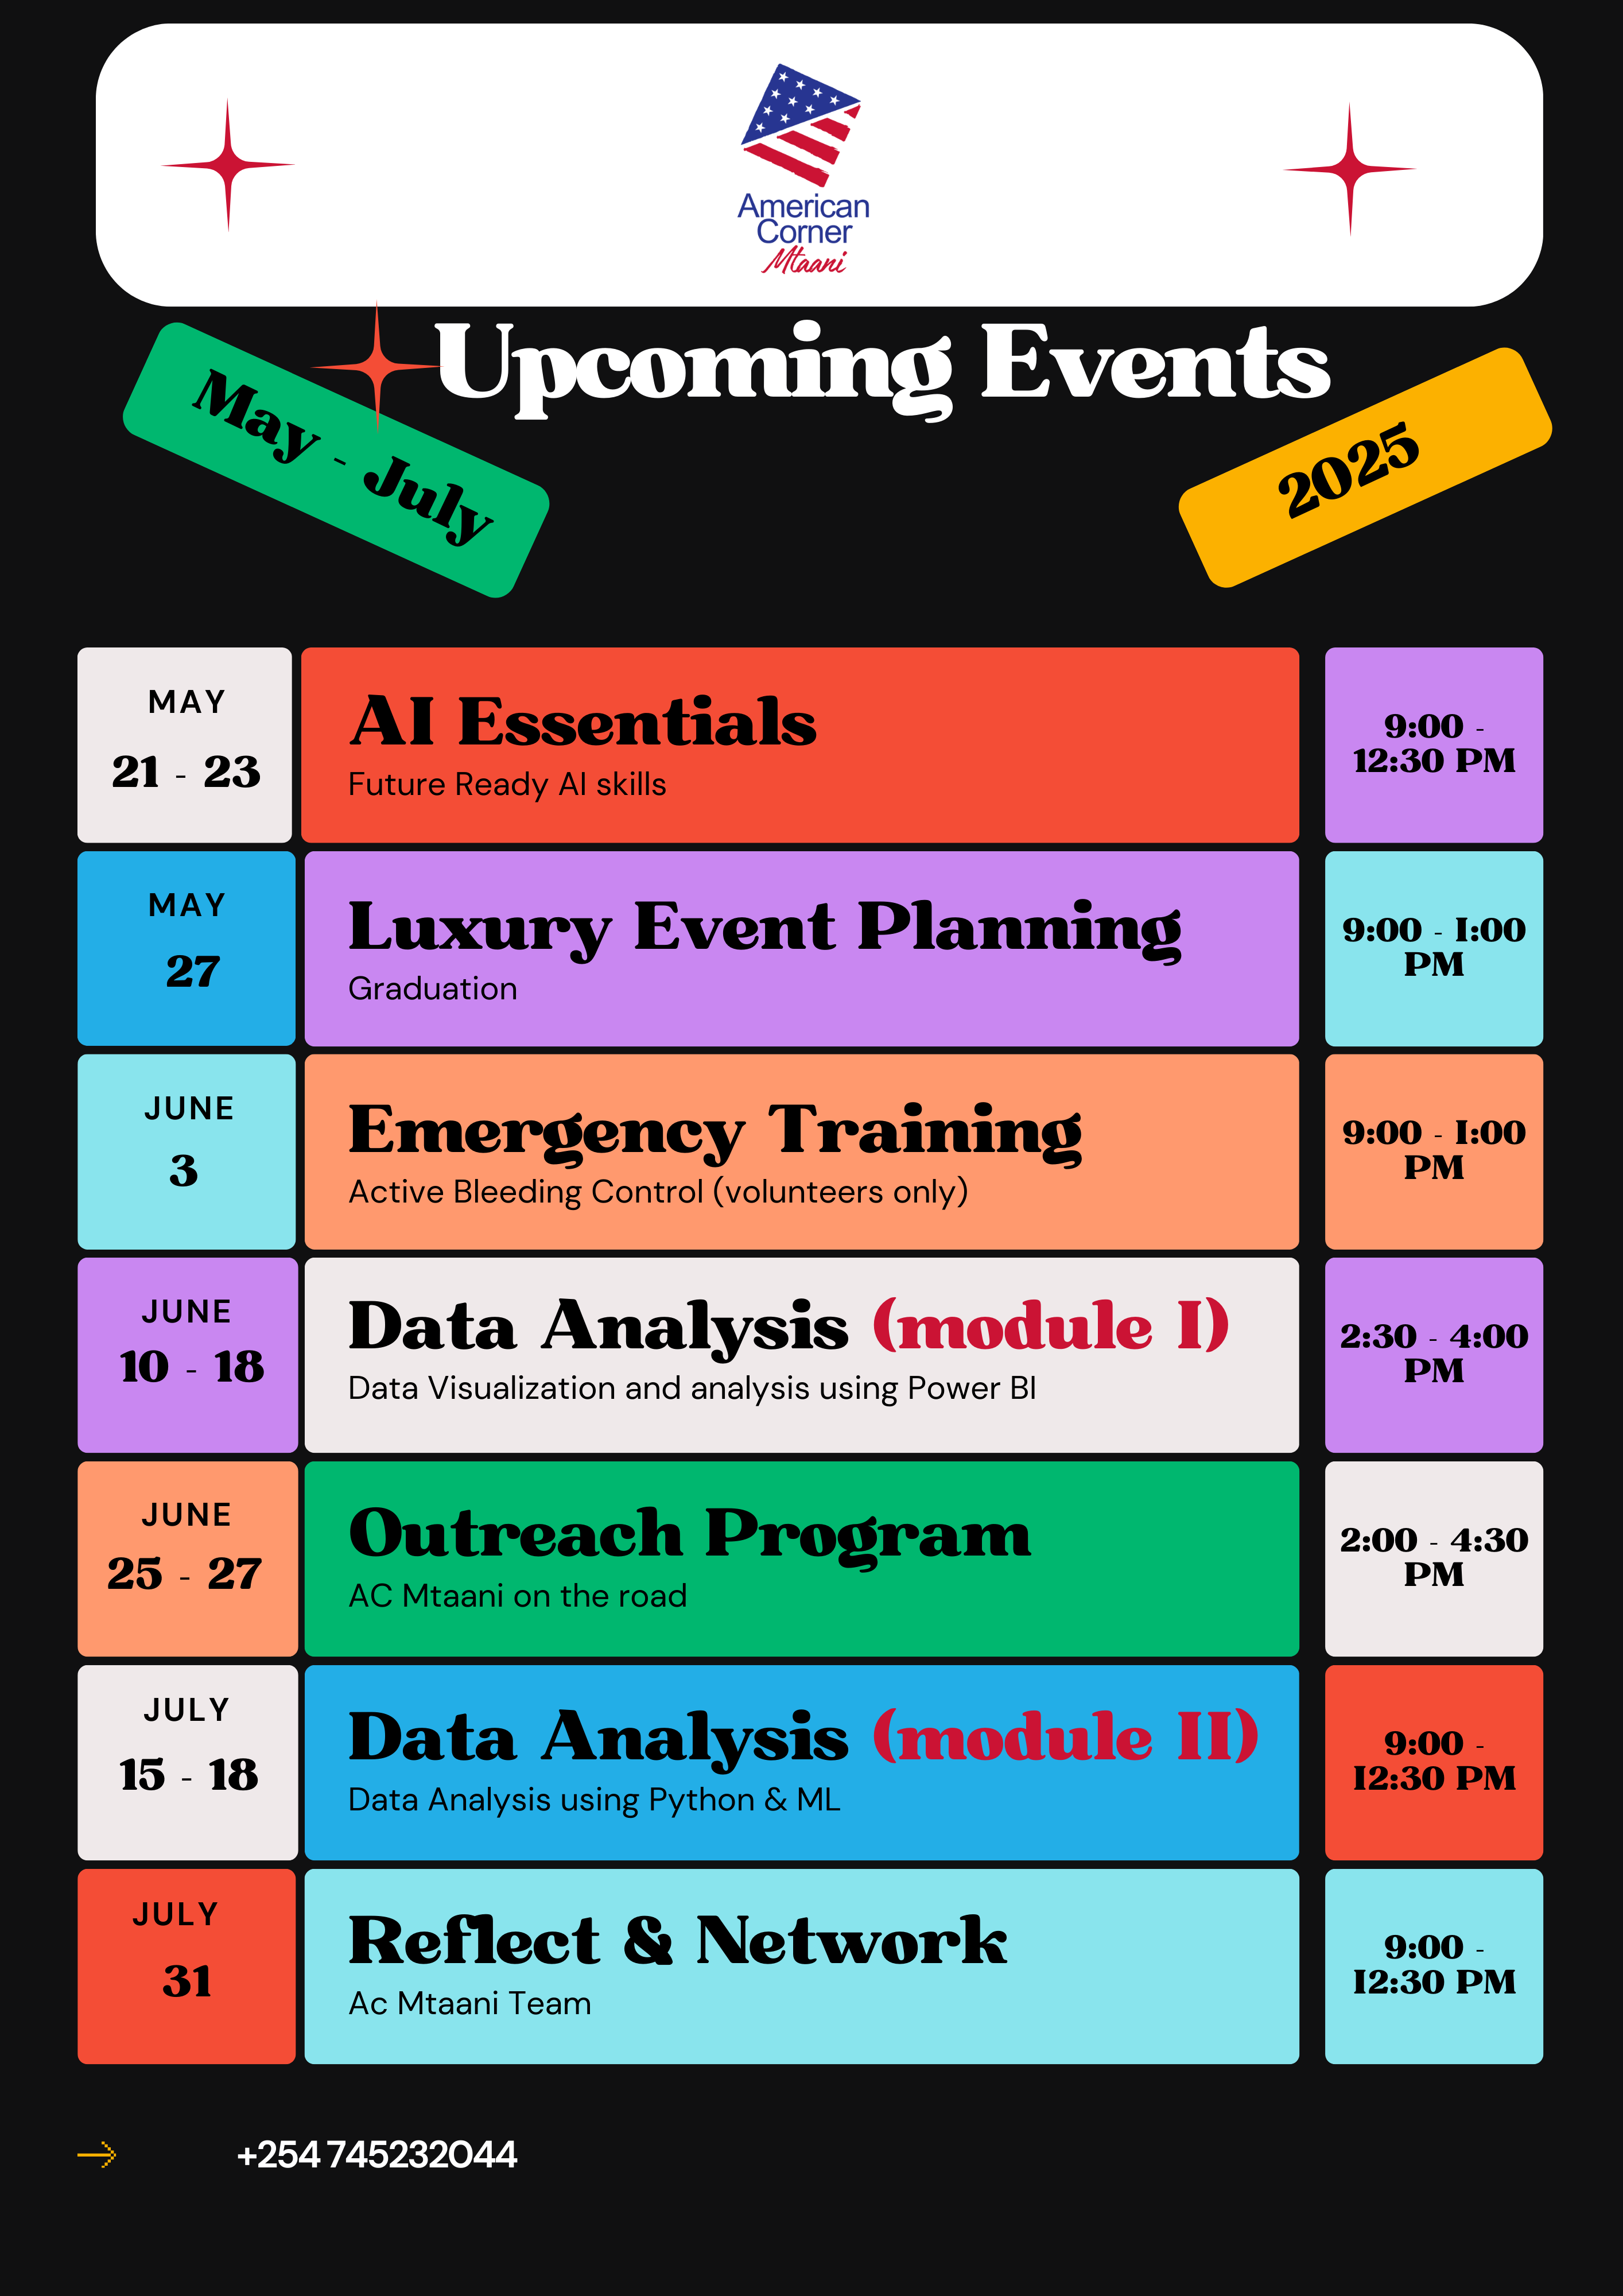 American
Corner
Mtaani
Upcoming Events
May - July
2025
MAY
21 - 23
AI Essentials
Future Ready AI skills
9:00 -
12:30 PM
MAY
27
Luxury Event Planning
Graduation
9:00 - 1:00
PM
JUNE
3
Emergency Training
Active Bleeding Control (volunteers only)
9:00 - 1:00
PM
JUNE
10 - 18
Data Analysis (module I)
Data Visualization and analysis using Power BI
2:30 - 4:00
PM
JUNE
25 - 27
Outreach Program
AC Mtaani on the road
2:00 - 4:30
PM
JULY
15 - 18
Data Analysis (module II)
Data Analysis using Python & ML
9:00 -
12:30 PM
JULY
31
Reflect & Network
Ac Mtaani Team
9:00 -
12:30 PM
+254 745232044